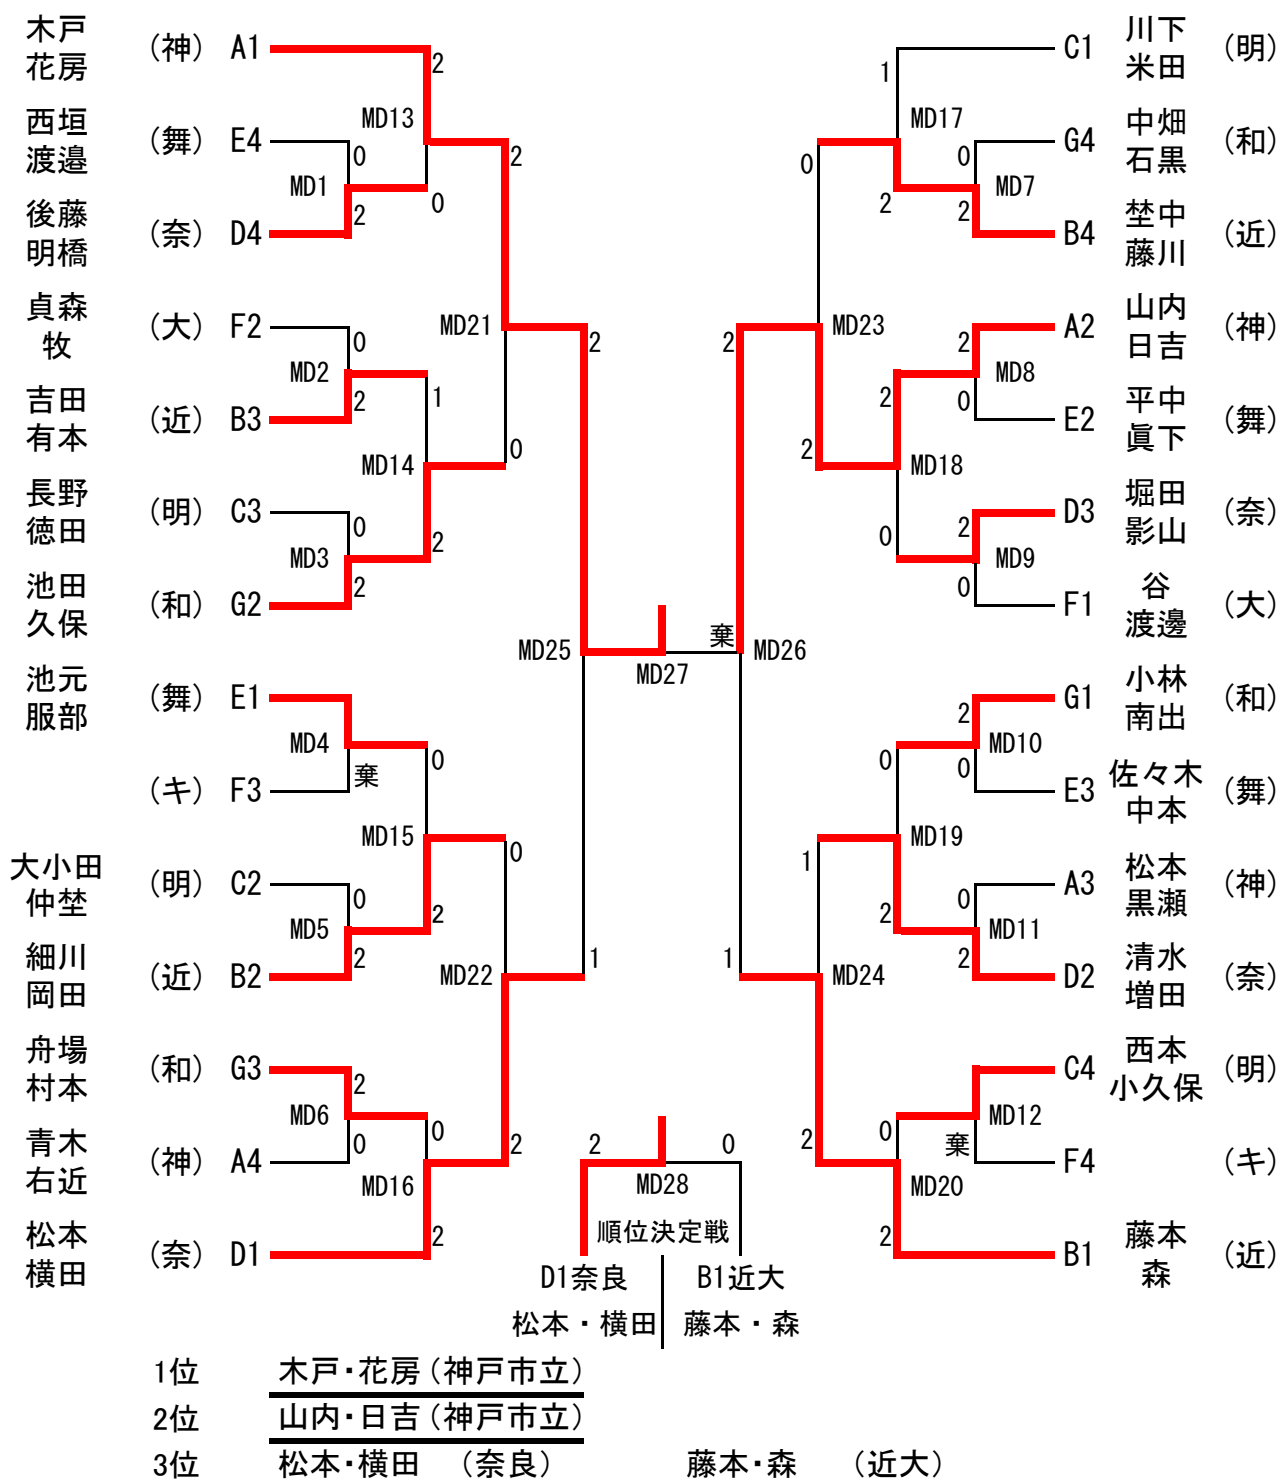 木戸
花房
(神) A1
西垣
渡邉
(舞) E4
後藤
明橋
(奈) D4
貞森
牧
(大) F2
吉田
有本
(近) B3
長野
徳田
(明) C3
池田
久保
(和) G2
池元
服部
(舞) E1
(キ) F3
大小田
仲埜
(明) C2
細川
岡田
(近) B2
舟場
村本
(和) G3
青木
右近
(神) A4
松本
横田
(奈) D1
MD1
0
2
MD2
0
2
MD3
0
2
MD4
棄
MD5
0
2
MD6
2
0
MD13
2
0
MD14
1
2
MD15
0
2
MD16
0
2
MD21
2
0
MD22
0
2
MD25
2
1
MD27
棄
MD26
2
1
MD23
0
2
MD24
1
2
MD17
1
2
MD18
2
0
MD19
0
2
MD20
0
2
MD7
0
2
MD8
2
0
MD9
2
0
MD10
2
0
MD11
0
2
MD12
棄
C1 川下
米田 (明)
G4 中畑
石黒 (和)
B4 埜中
藤川 (近)
A2 山内
日吉 (神)
E2 平中
眞下 (舞)
D3 堀田
影山 (奈)
F1 谷
渡邊 (大)
G1 小林
南出 (和)
E3 佐々木
中本 (舞)
A3 松本
黒瀬 (神)
D2 清水
増田 (奈)
C4 西本
小久保 (明)
F4 (キ)
B1 藤本
森 (近)
2 0
MD28
順位決定戦
D1奈良 B1近大
松本・横田 藤本・森
1位 木戸・花房(神戸市立)
2位 山内・日吉(神戸市立)
3位 松本・横田 (奈良) 藤本・森 (近大)